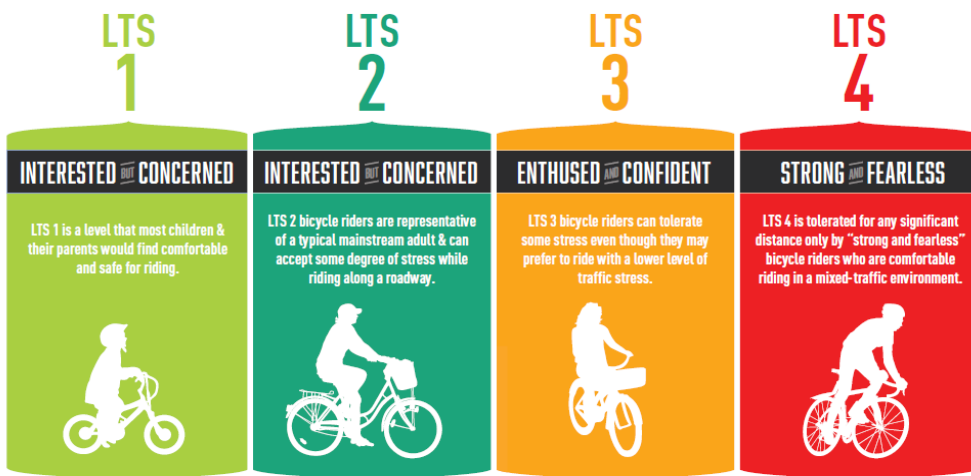 LTS
1
INTERESTED BUT CONCERNED
LTS 1 is a level that most children &
their parents would find comfortable
and safe for riding.
LTS
2
INTERESTED BUT CONCERNED
LTS 2 bicycle riders are representative
of a typical mainstream adult & can
accept some degree of stress while
riding along a roadway.
LTS
3
ENTHUSED AND CONFIDENT
LTS 3 bicycle riders can tolerate
some stress even though they may
prefer to ride with a lower level of
traffic stress.
LTS
4
STRONG AND FEARLESS
LTS 4 is tolerated for any significant
distance only by "strong and fearless"
bicycle riders who are comfortable
riding in a mixed-traffic environment.